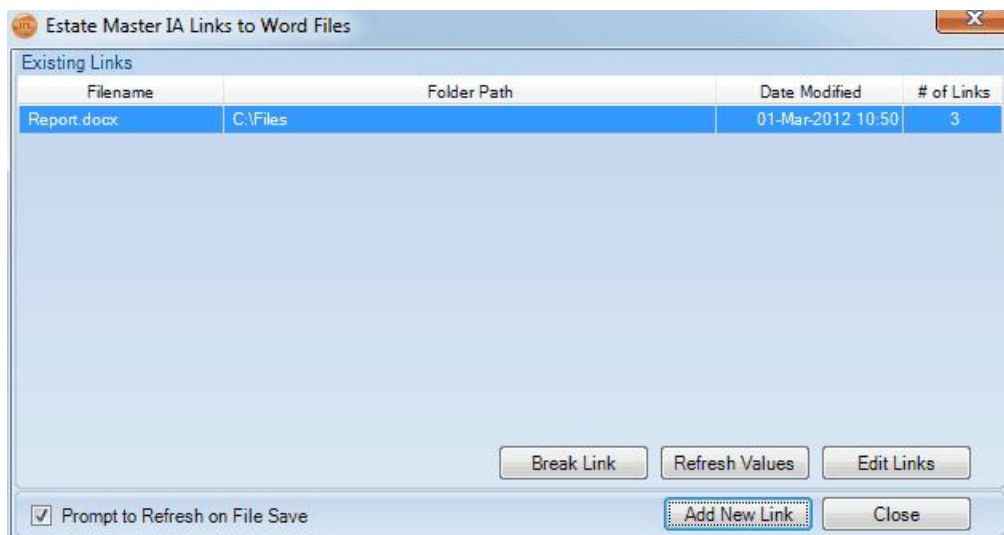 Estate Master IA Links to Word Files
Existing Links
Filename Folder Path Date Modified # of Links
Report.docx C:\Files 01-Mar-2012 10:50 3
Break Link Refresh Values Edit Links
Prompt to Refresh on File Save Add New Link Close